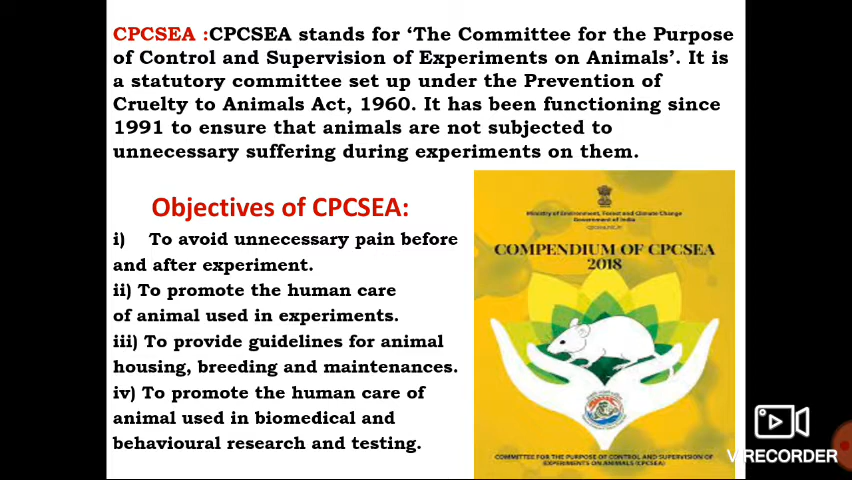 CPCSEA :CPCSEA stands for ‘The Committee for the Purpose
of Control and Supervision of Experiments on Animals’. It is
a statutory committee set up under the Prevention of
Cruelty to Animals Act, 1960. It has been functioning since
1991 to ensure that animals are not subjected to
unnecessary suffering during experiments on them.
Objectives of CPCSEA:
i) To avoid unnecessary pain before
and after experiment.
ii) To promote the human care
of animal used in experiments.
iii) To provide guidelines for animal
housing, breeding and maintenances.
iv) To promote the human care of
animal used in biomedical and
behavioural research and testing.
Ministry of Environment, Forest and Climate Change
Government of India
COMPENDIUM OF CPCSEA
2018
COMMITTEE FOR THE PURPOSE OF CONTROL AND SUPERVISION OF
EXPERIMENTS ON ANIMALS (CPCSEA)
V RECORDER